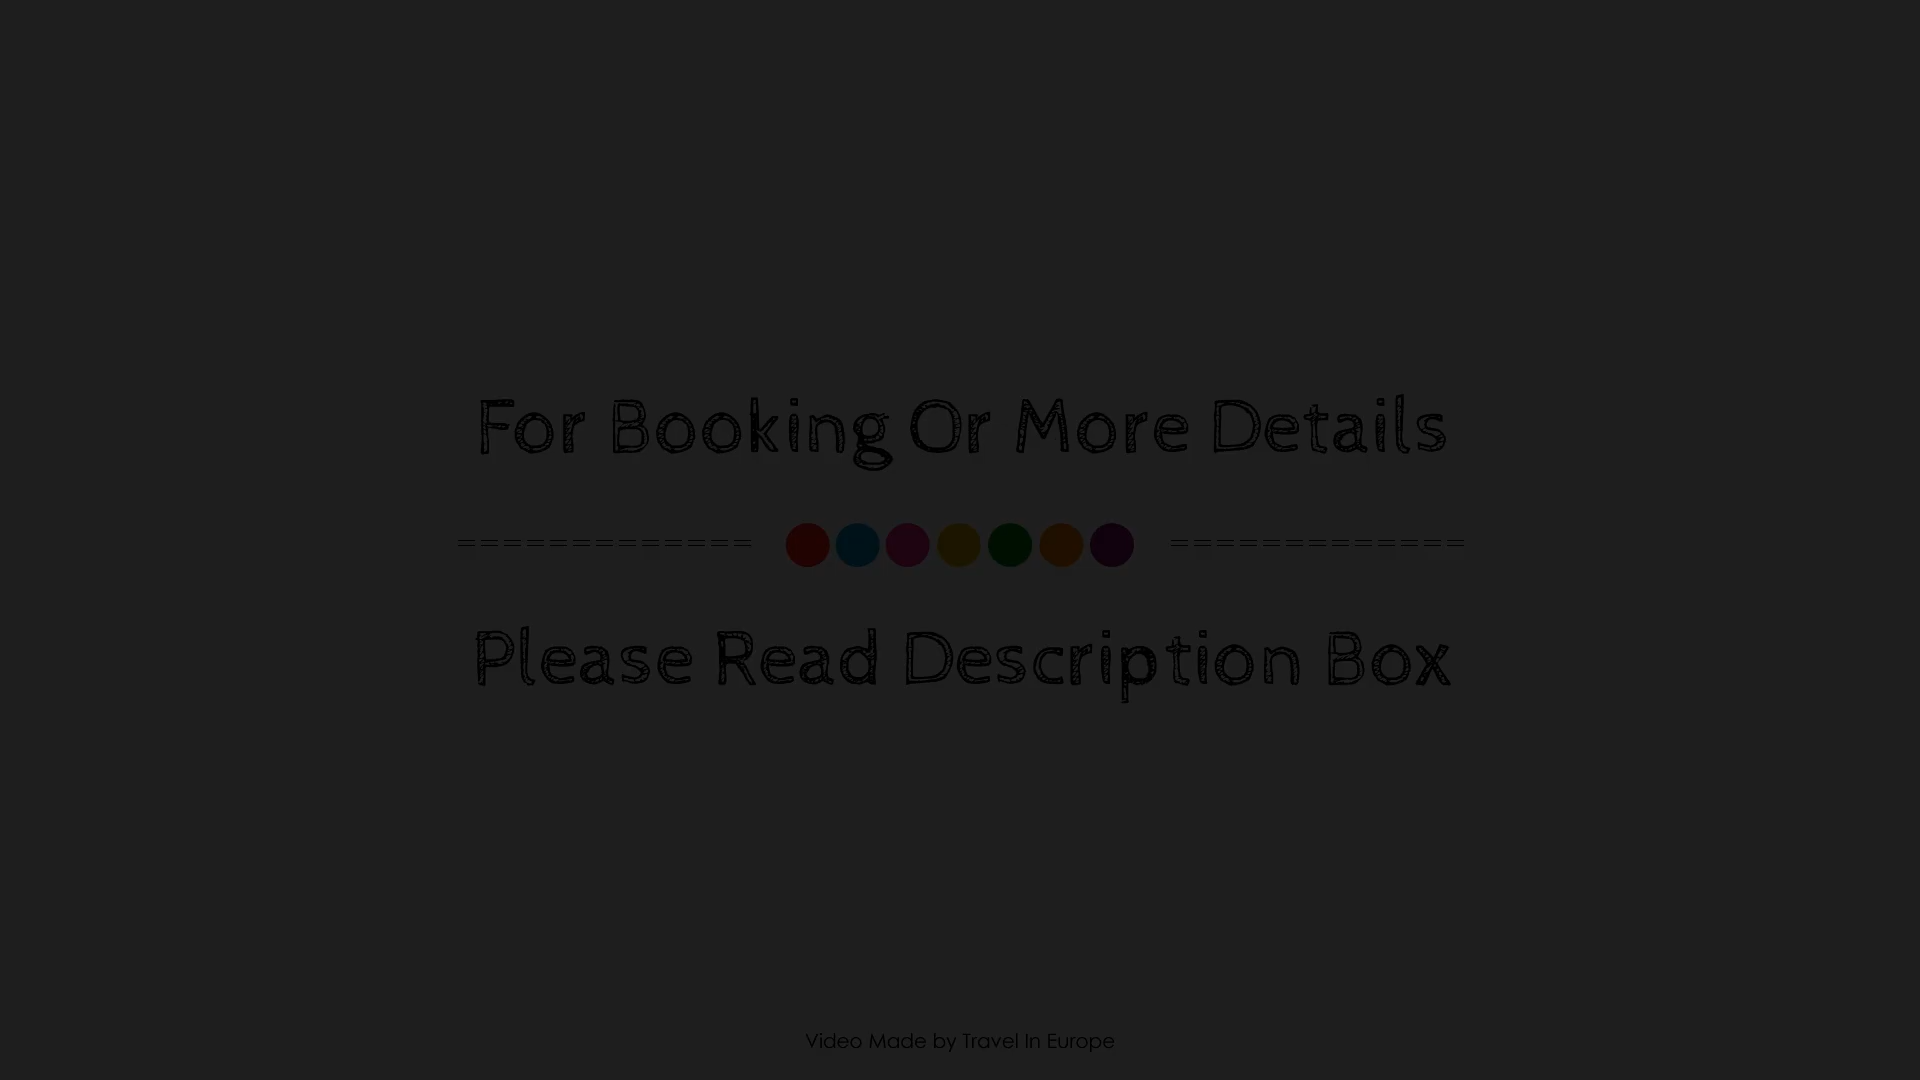 For Booking Or More Details
============= =============
Please Read Description Box
Video Made by Travel In Europe